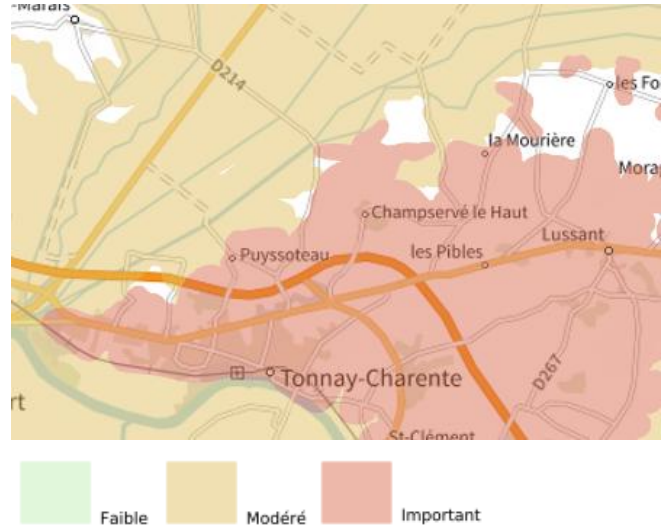 -Marais
D214
les Fo
la Mourière
Morag
Champservé le Haut
Lussant
Puyssoteau
les Pibles
Tonnay-Charente
D267
rt
St-Clément
Faible
Modéré
Important